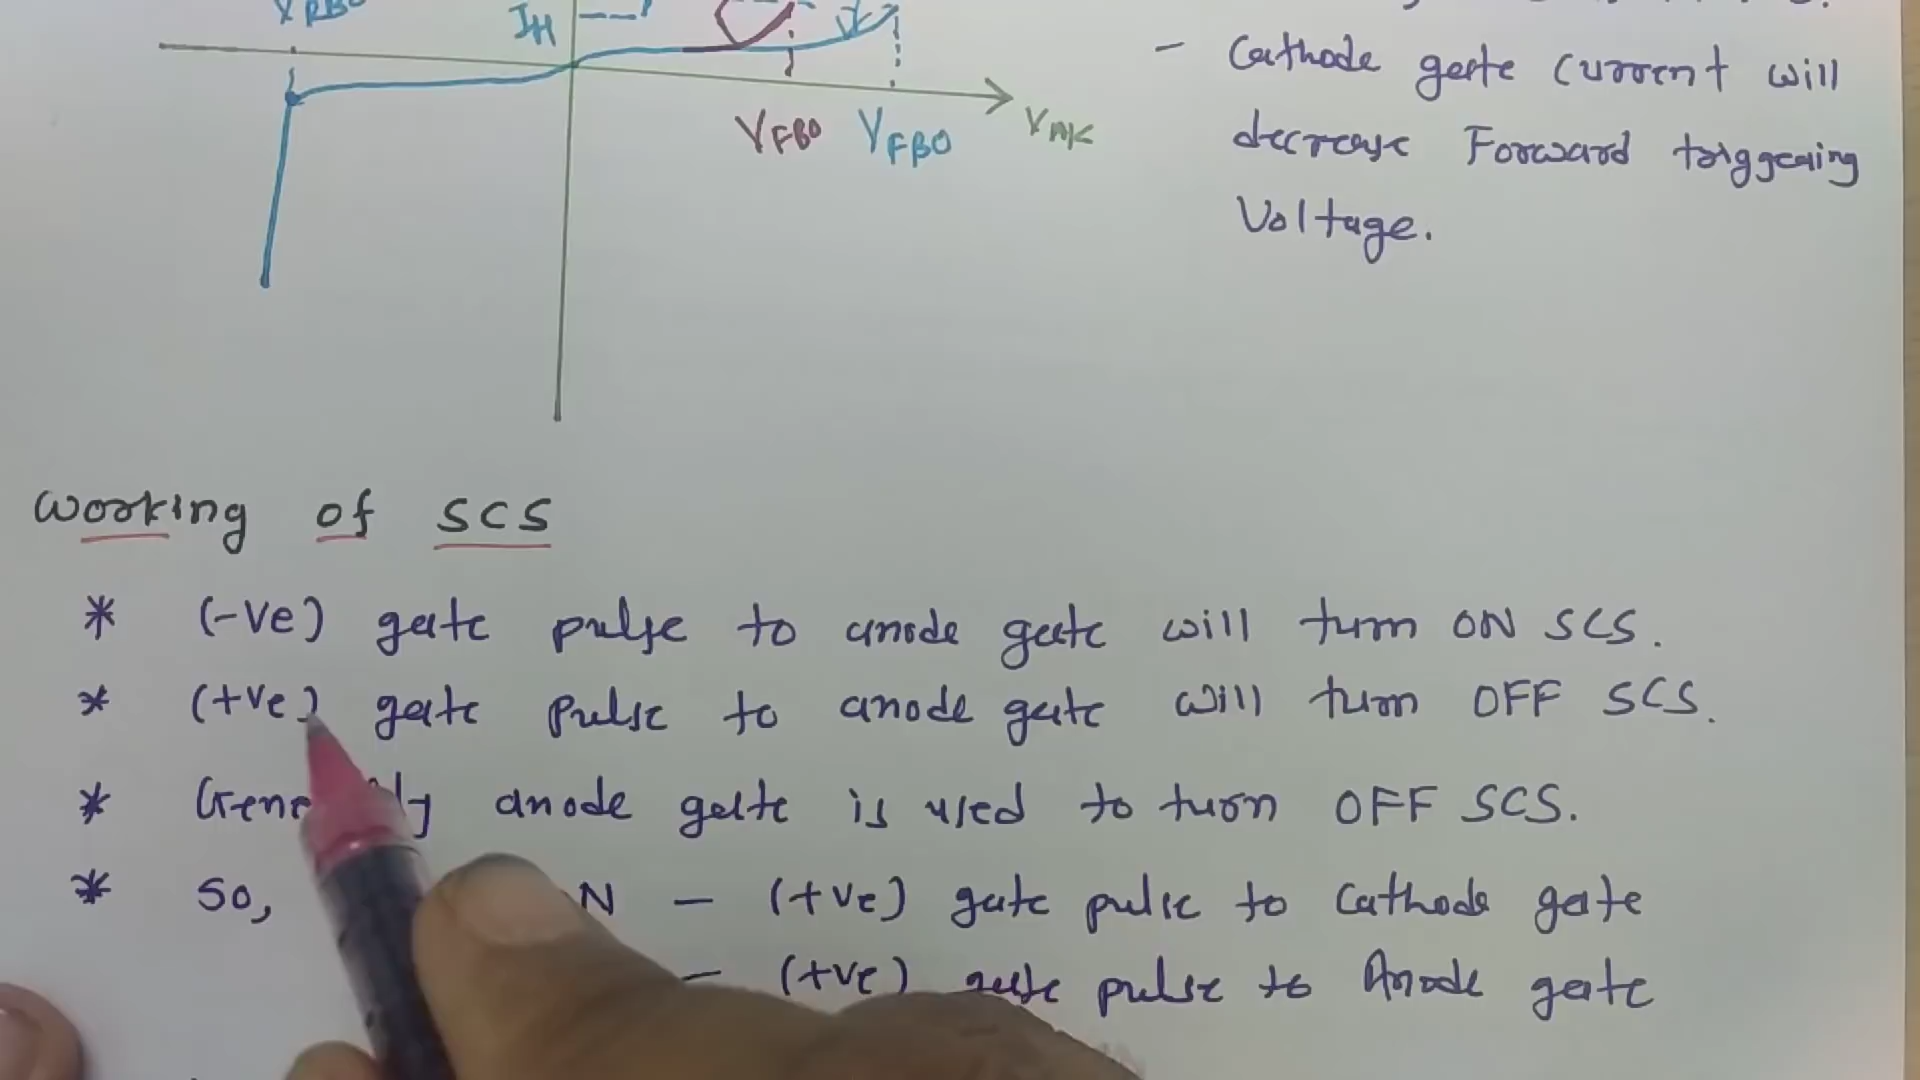 VRBO
IH
VFBO VFBO VAK
- Cathode gate current will
decrease Forward triggering
Voltage.
Working of SCS
* (-ve) gate pulse to anode gate will turn ON SCS.
* (+ve) gate pulse to anode gate will turn OFF SCS.
* anode gate is used to turn OFF SCS.
* So, - (+ve) gate pulse to Cathode gate
- (+ve) gate pulse to Anode gate